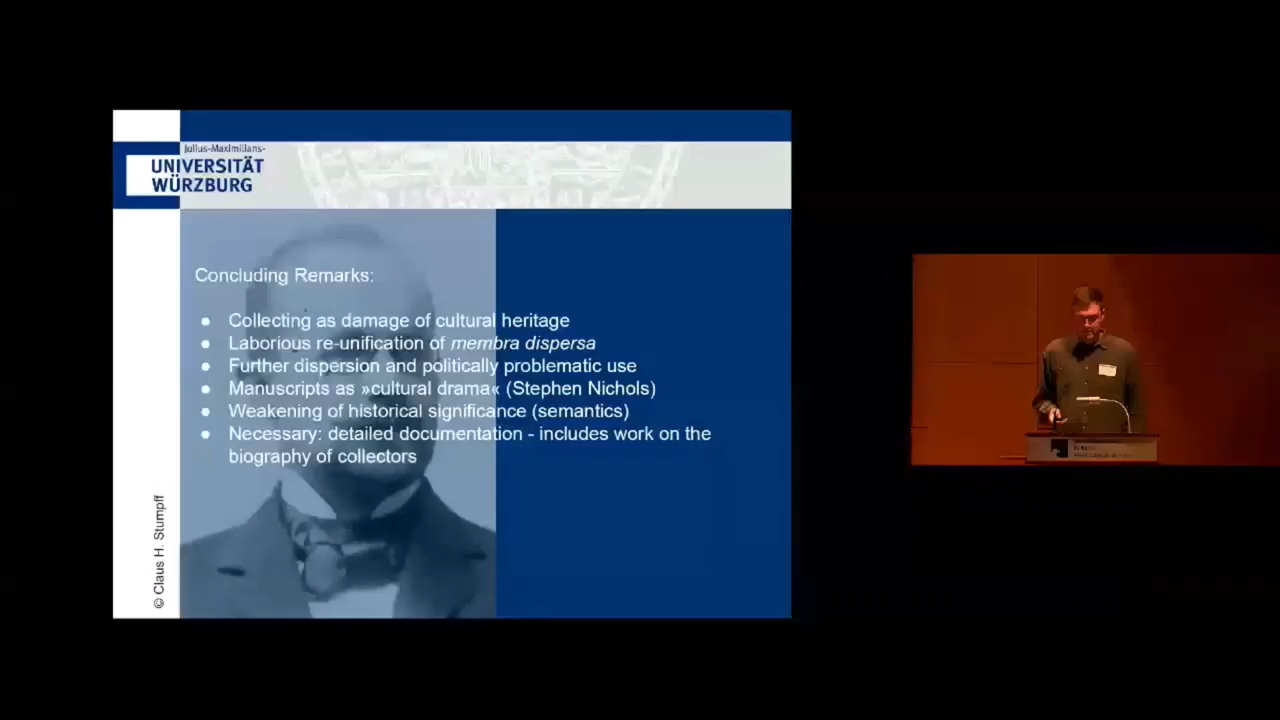 Julius-Maximilians-
UNIVERSITÄT
WÜRZBURG
Concluding Remarks:
● Collecting as damage of cultural heritage
● Laborious re-unification of membra dispersa
● Further dispersion and politically problematic use
● Manuscripts as »cultural drama« (Stephen Nichols)
● Weakening of historical significance (semantics)
● Necessary: detailed documentation - includes work on the
biography of collectors
© Claus H. Stumpff